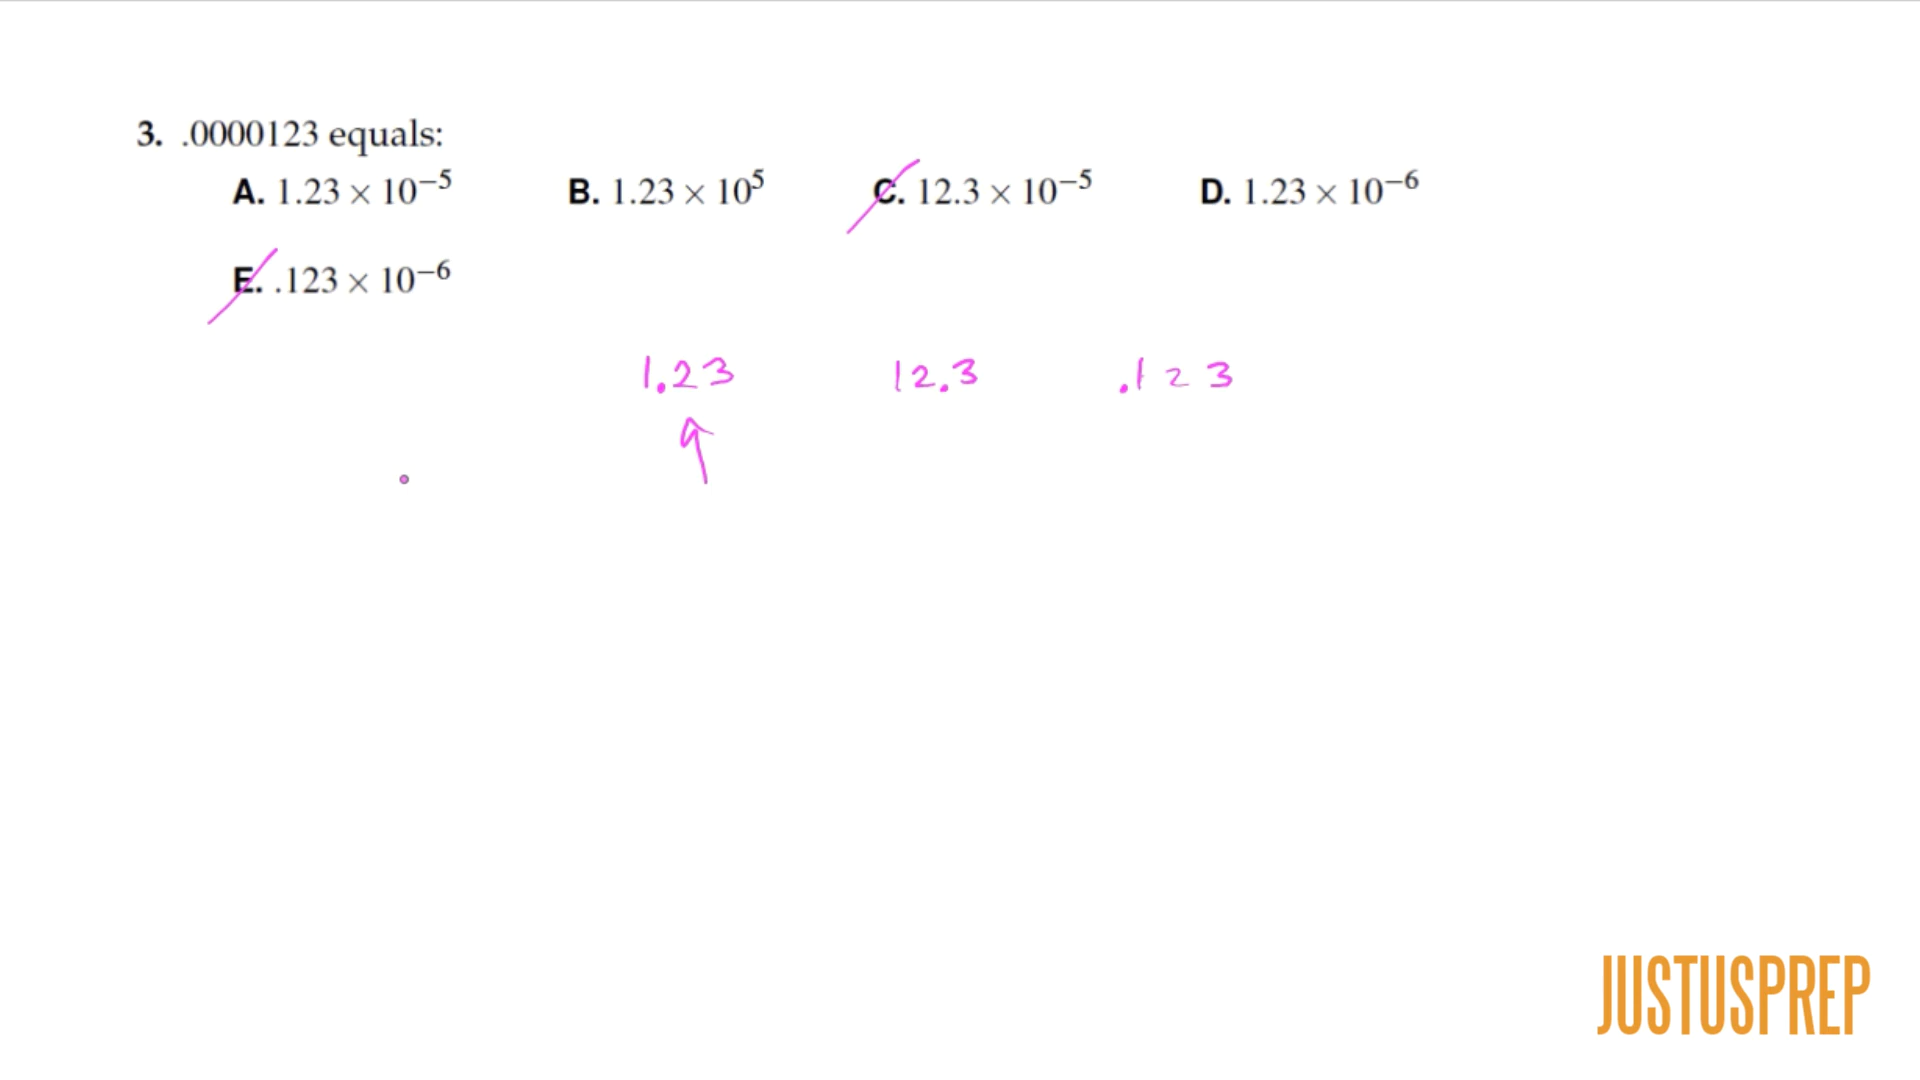 3. .0000123 equals:
A. 1.23 × 10⁻⁵ B. 1.23 × 10⁵ C. 12.3 × 10⁻⁵ D. 1.23 × 10⁻⁶
E. .123 × 10⁻⁶
1.23 12.3 .123
JUSTUSPREP